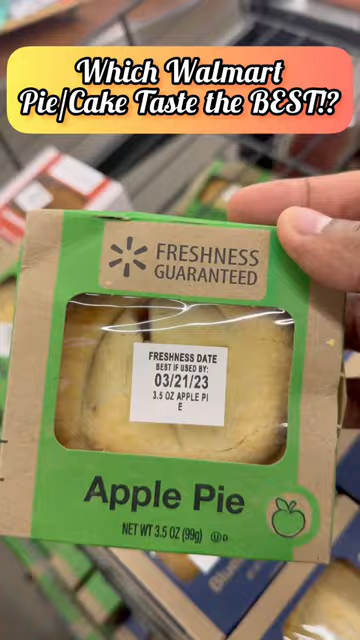 Which Walmart
Pie/Cake Taste the BEST!?
FRESHNESS
GUARANTEED
FRESHNESS DATE
BEST IF USED BY:
03/21/23
3.5 OZ APPLE PI
E
Apple Pie
NET WT 3.5 OZ (99g) Ⓤ D